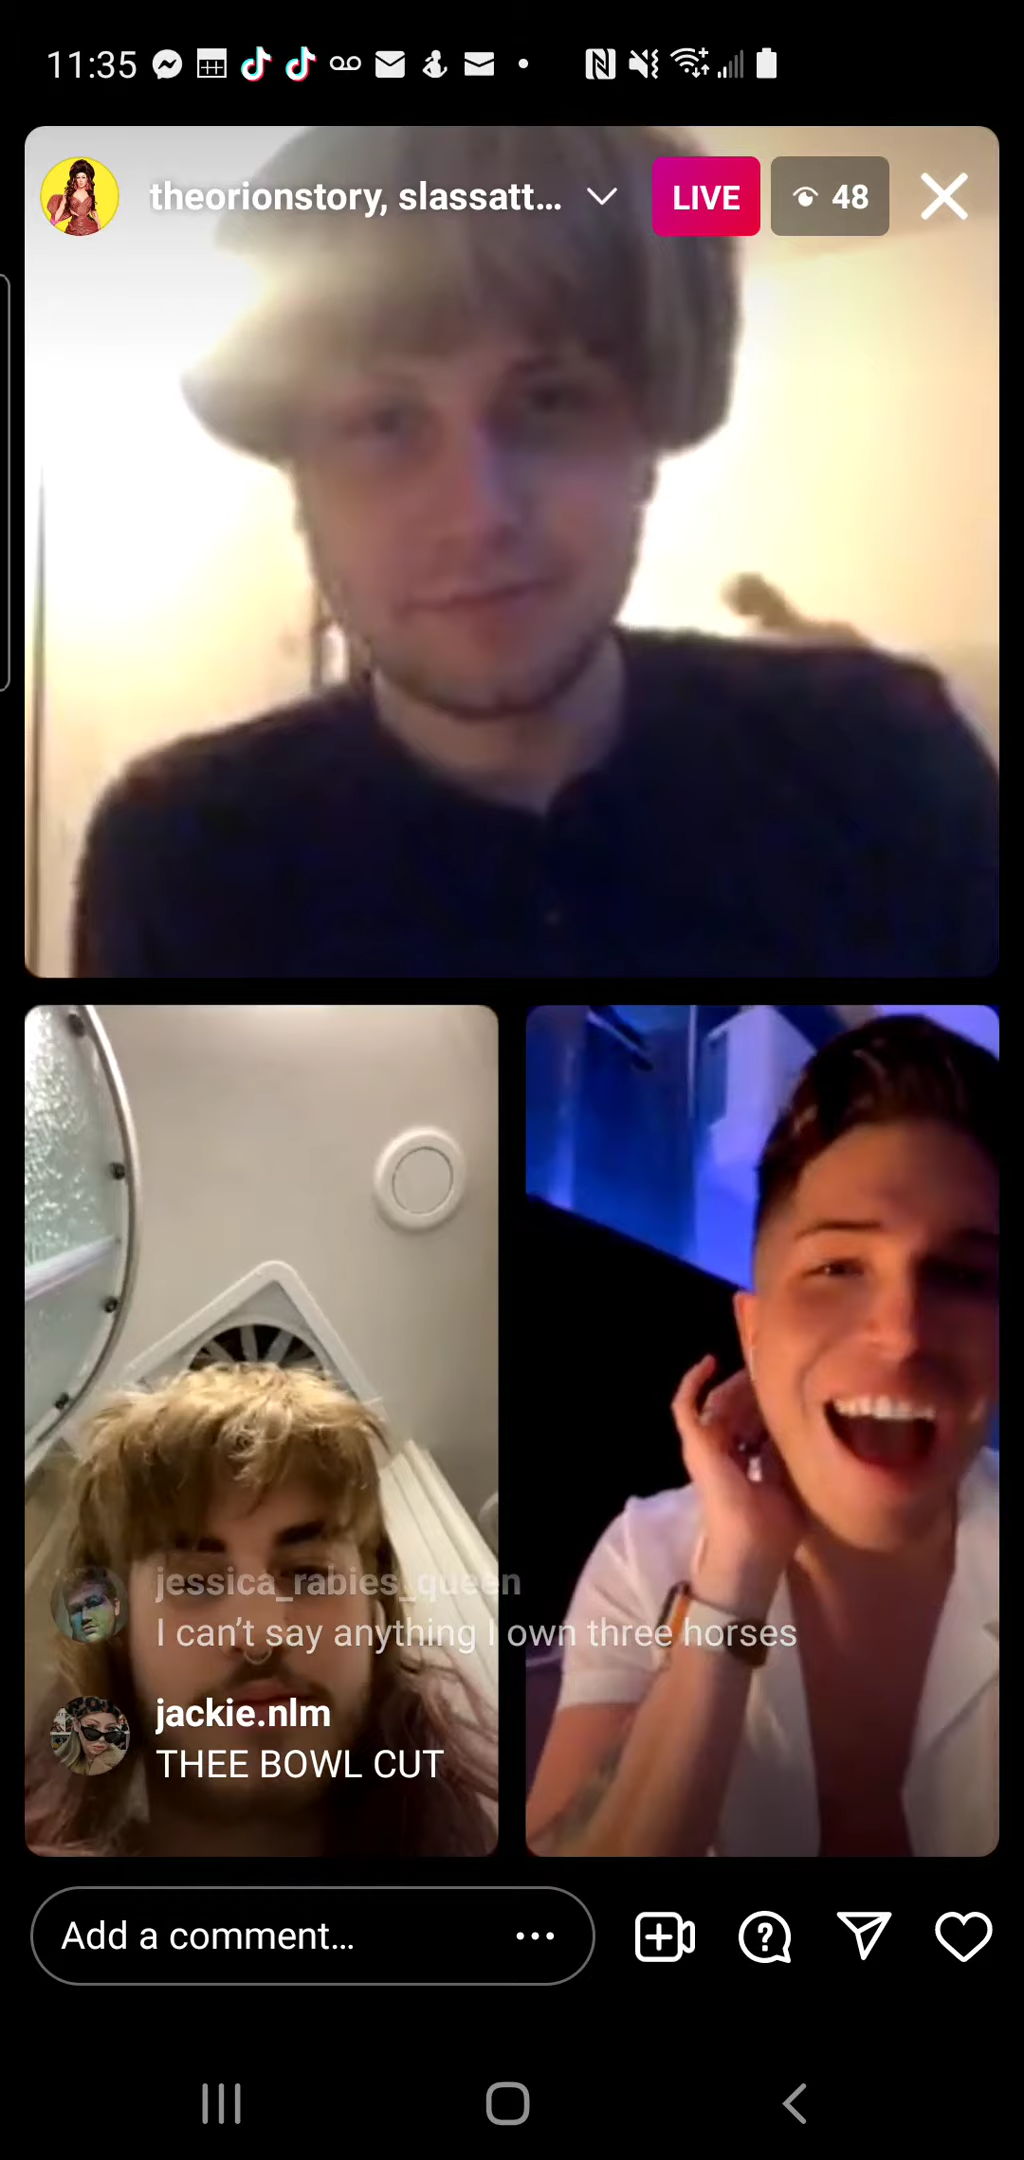 11:35
theorionstory, slassatt...
LIVE
48
jessica_rabies_queen
I can't say anything I own three horses
jackie.nlm
THEE BOWL CUT
Add a comment...